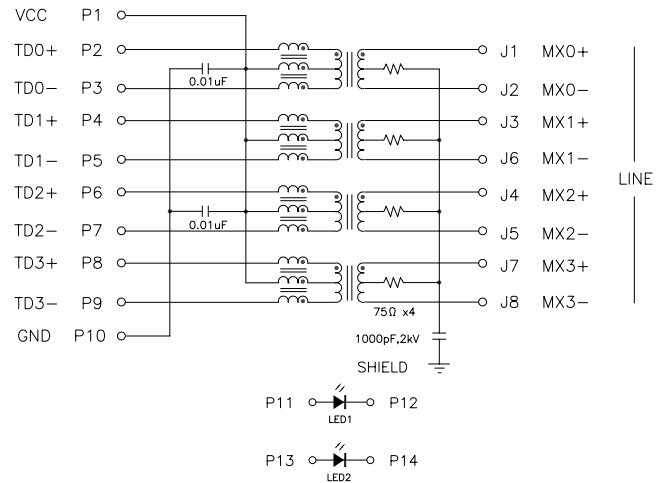 VCC P1
TD0+ P2 J1 MX0+
0.01uF
TD0- P3 J2 MX0-
TD1+ P4 J3 MX1+
TD1- P5 J6 MX1-
LINE
TD2+ P6 J4 MX2+
0.01uF
TD2- P7 J5 MX2-
TD3+ P8 J7 MX3+
TD3- P9 J8 MX3-
75Ω x4
GND P10
1000pF,2kV
SHIELD
P11 P12
LED1
P13 P14
LED2